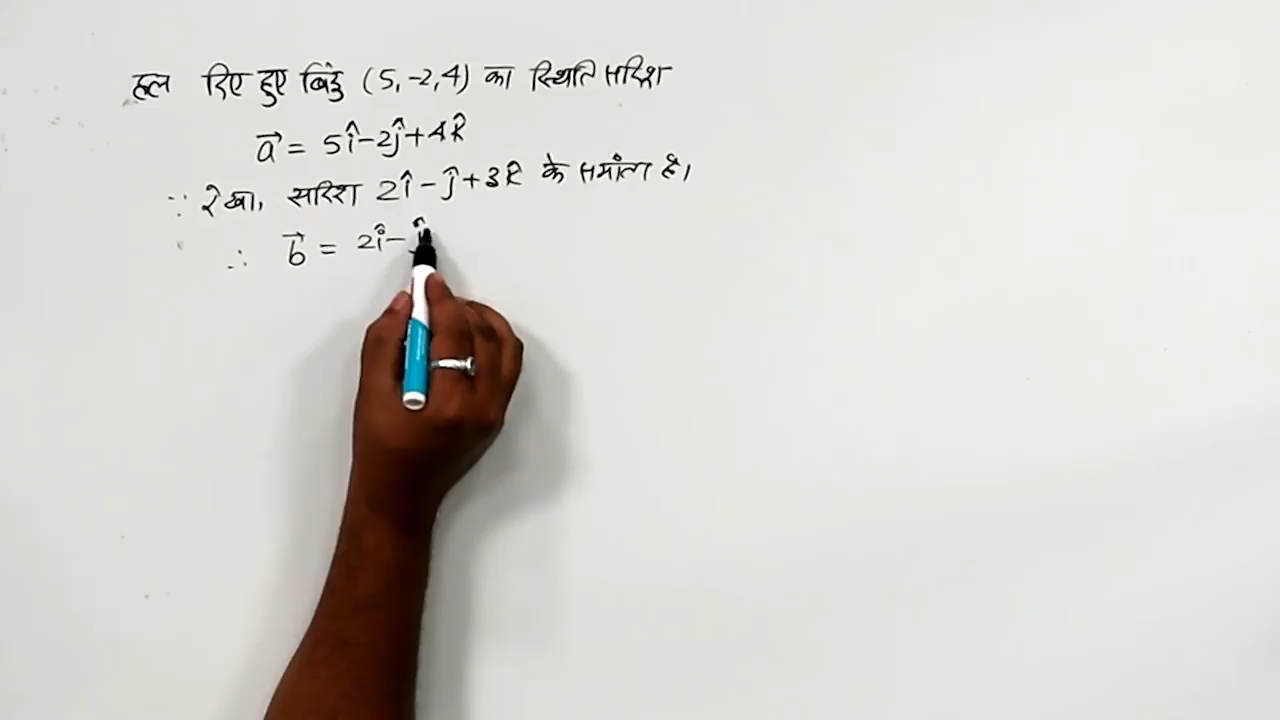 हल दिए हुए बिंदु (5,-2,4) का स्थिति सदिश
a⃗ = 5î-2ĵ+4k̂
∵ रेखा, सदिश 2î-ĵ+3k̂ के समांतर है।
∴ b⃗ = 2î-ĵ